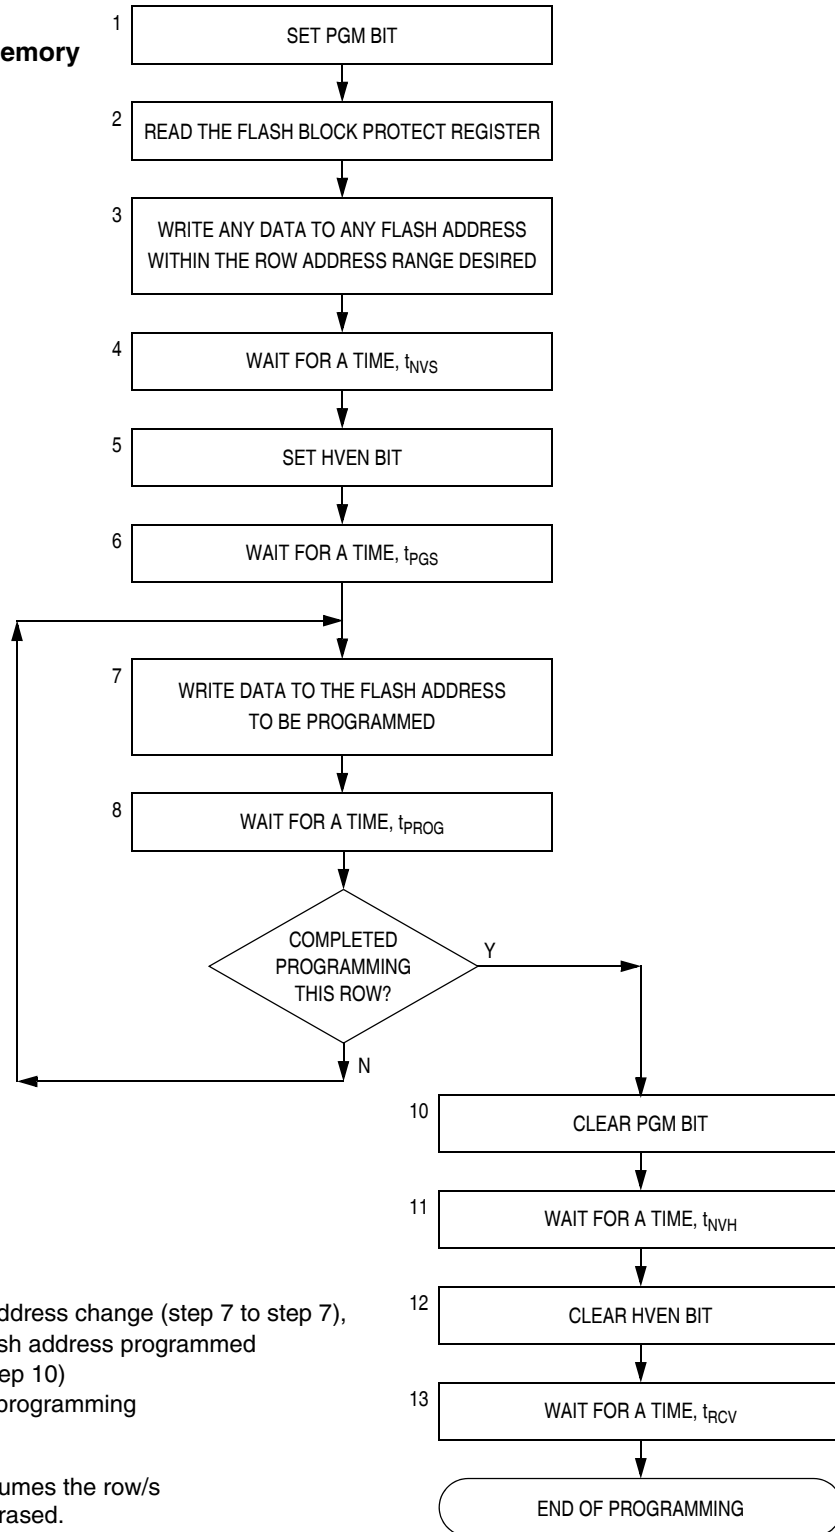 emory
1
SET PGM BIT
2
READ THE FLASH BLOCK PROTECT REGISTER
3
WRITE ANY DATA TO ANY FLASH ADDRESS
WITHIN THE ROW ADDRESS RANGE DESIRED
4
WAIT FOR A TIME, tNVS
5
SET HVEN BIT
6
WAIT FOR A TIME, tPGS
7
WRITE DATA TO THE FLASH ADDRESS
TO BE PROGRAMMED
8
WAIT FOR A TIME, tPROG
COMPLETED
PROGRAMMING
THIS ROW?
Y
N
10
CLEAR PGM BIT
11
WAIT FOR A TIME, tNVH
12
CLEAR HVEN BIT
13
WAIT FOR A TIME, tRCV
END OF PROGRAMMING
ddress change (step 7 to step 7),
sh address programmed
ep 10)
programming
umes the row/s
rased.